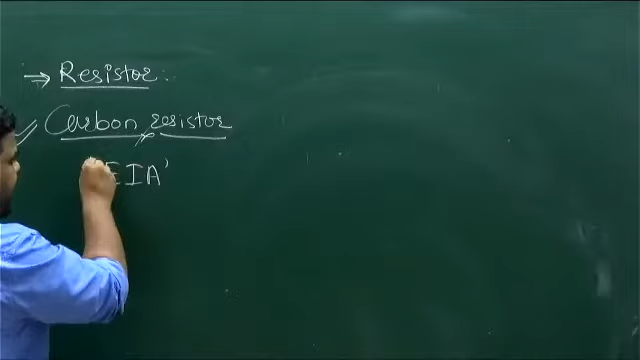 → Resistor :-
Carbon resistor
EIA'